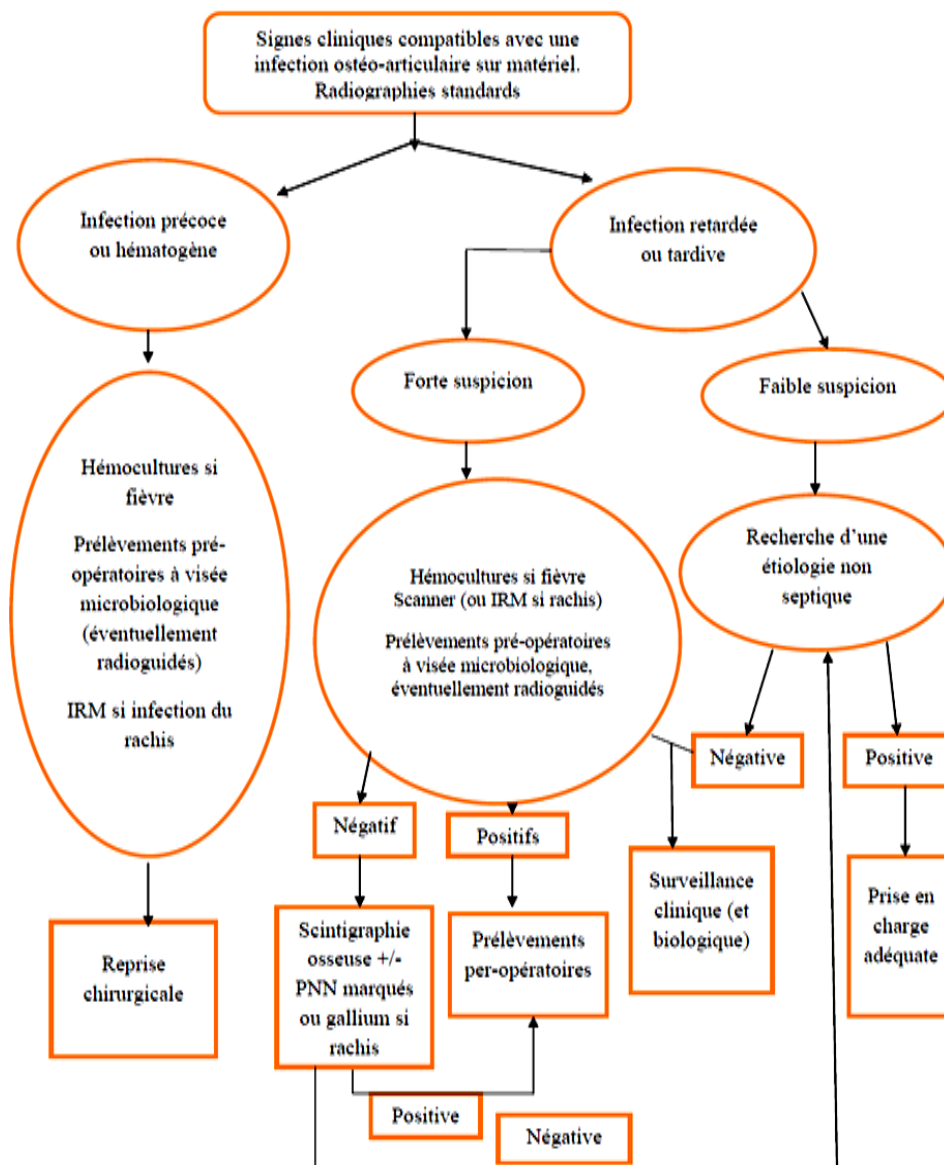 Signes cliniques compatibles avec une
infection ostéo-articulaire sur matériel.
Radiographies standards
Infection précoce
ou hématogène
Infection retardée
ou tardive
Forte suspicion
Faible suspicion
Hémocultures si
fièvre
Prélèvements pré-
opératoires à visée
microbiologique
(éventuellement
radioguidés)
IRM si infection du
rachis
Hémocultures si fièvre
Scanner (ou IRM si rachis)
Prélèvements pré-opératoires
à visée microbiologique,
éventuellement radioguidés
Recherche d'une
étiologie non
septique
Négative
Positive
Négatif
Positifs
Surveillance
clinique (et
biologique)
Prise en
charge
adéquate
Reprise
chirurgicale
Scintigraphie
osseuse +/-
PNN marqués
ou gallium si
rachis
Prélèvements
per-opératoires
Positive
Négative